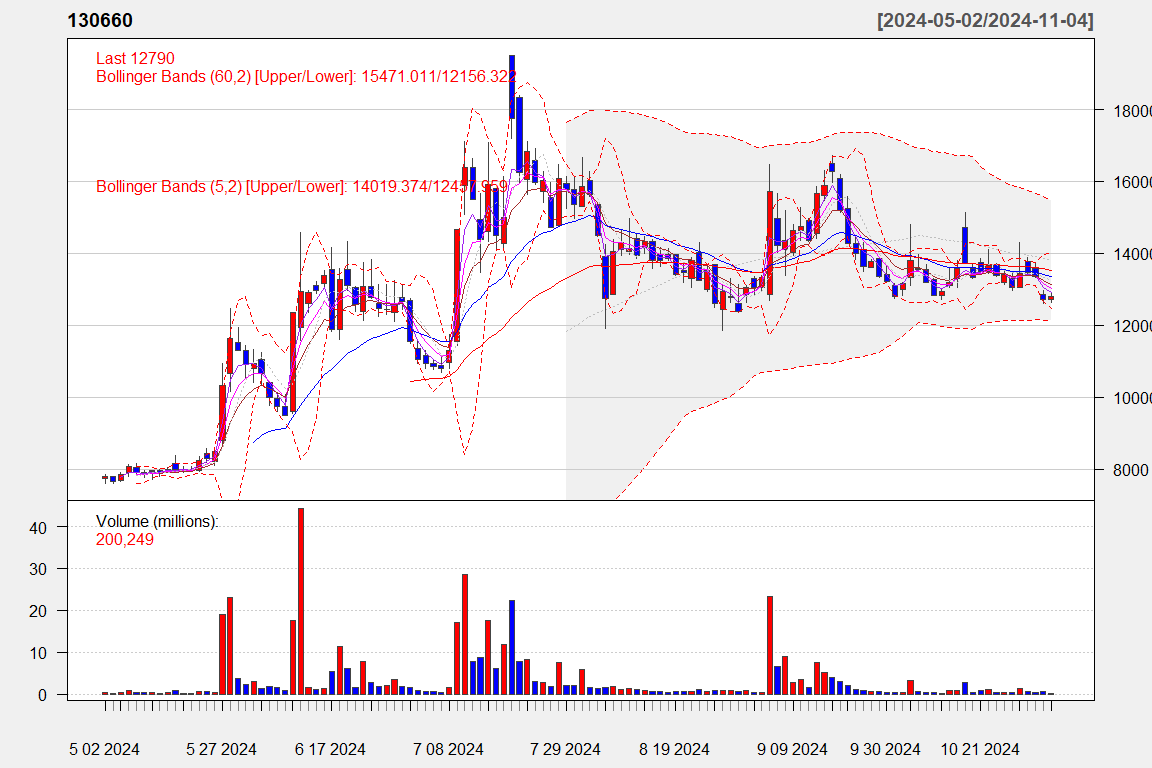 130660 [2024-05-02/2024-11-04]
Last 12790
Bollinger Bands (60,2) [Upper/Lower]: 15471.011/12156.322
Bollinger Bands (5,2) [Upper/Lower]: 14019.374/12457.959
18000
16000
14000
12000
10000
8000
Volume (millions):
200,249
40
30
20
10
0
5 02 2024 5 27 2024 6 17 2024 7 08 2024 7 29 2024 8 19 2024 9 09 2024 9 30 2024 10 21 2024